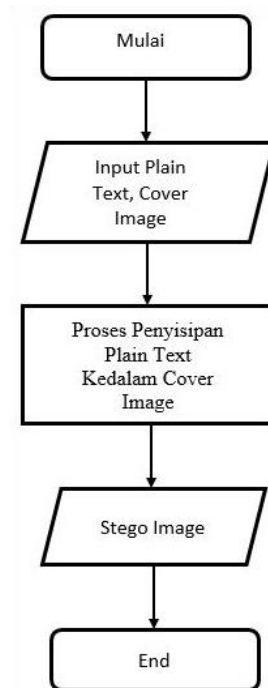 Mulai
Input Plain
Text, Cover
Image
Proses Penyisipan
Plain Text
Kedalam Cover
Image
Stego Image
End